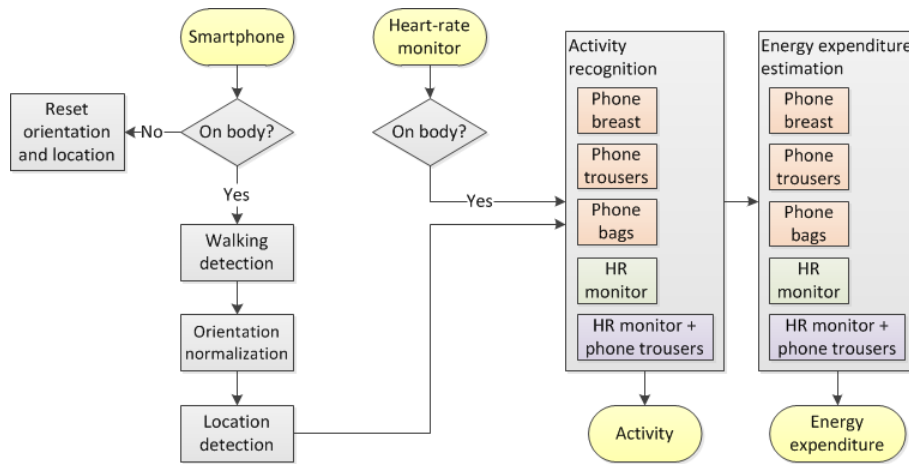 Smartphone
Heart-rate
monitor
Activity
recognition
Energy expenditure
estimation
Reset
orientation
and location
No
On body?
On body?
Yes
Yes
Walking
detection
Orientation
normalization
Location
detection
Phone
breast
Phone
trousers
Phone
bags
HR
monitor
HR monitor +
phone trousers
Phone
breast
Phone
trousers
Phone
bags
HR
monitor
HR monitor +
phone trousers
Activity
Energy
expenditure